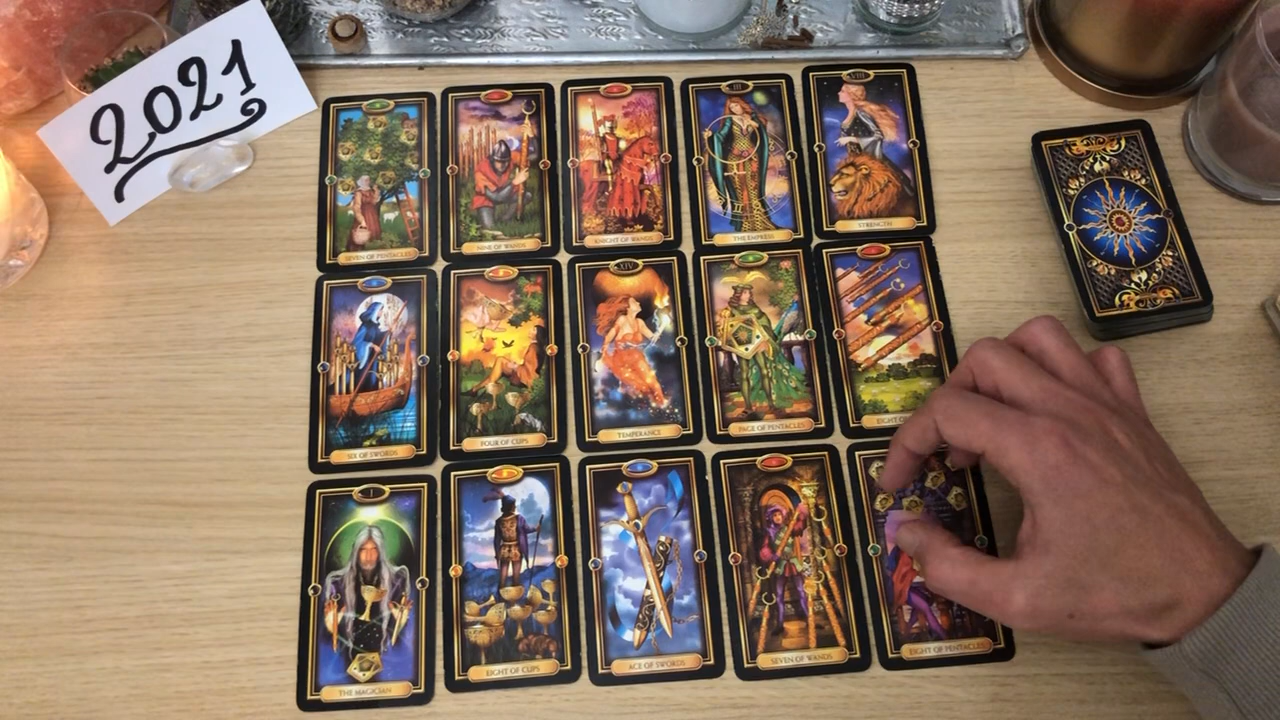 2021
III
VIII
SEVEN OF PENTACLES
NINE OF WANDS
KNIGHT OF WANDS
THE EMPRESS
STRENGTH
XIV
SIX OF SWORDS
FOUR OF CUPS
TEMPERANCE
PAGE OF PENTACLES
EIGHT OF
I
THE MAGICIAN
EIGHT OF CUPS
ACE OF SWORDS
SEVEN OF WANDS
EIGHT OF PENTACLES